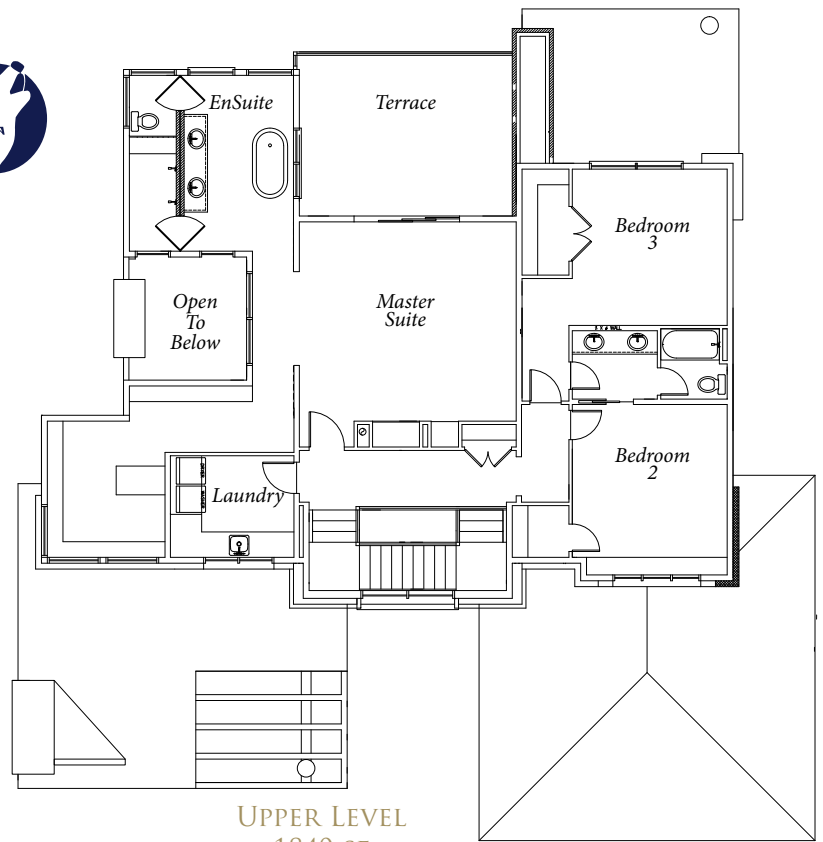 EnSuite
Terrace
Bedroom
3
Open
To
Below
Master
Suite
Bedroom
2
Laundry
UPPER LEVEL